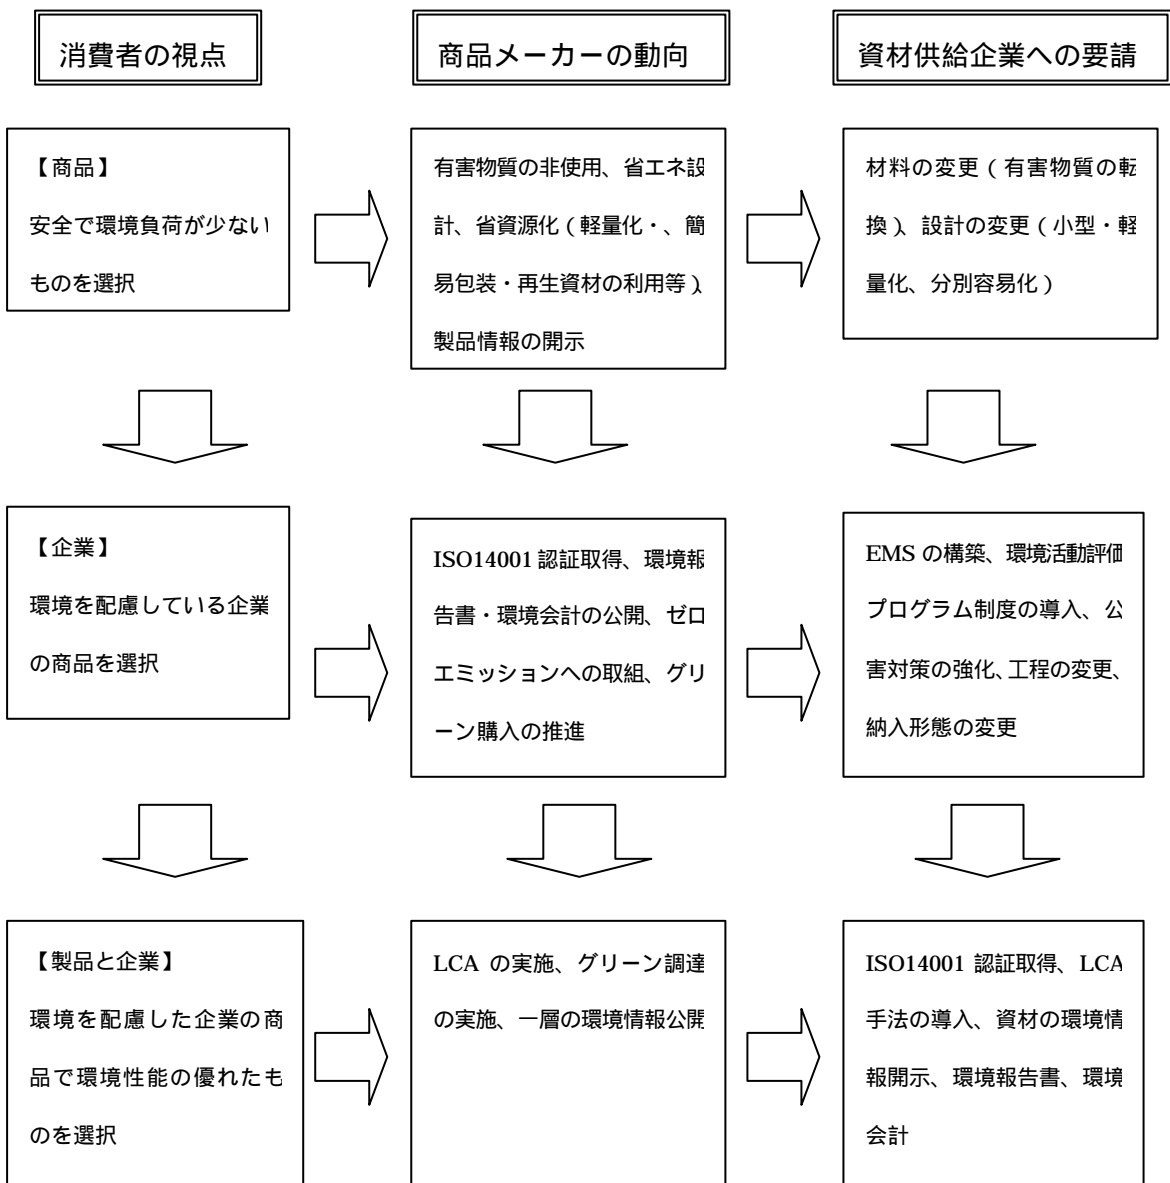 消費者の視点
商品メーカーの動向
資材供給企業への要請
【商品】
安全で環境負荷が少ない
ものを選択
有害物質の非使用、省エネ設
計、省資源化（軽量化・、簡
易包装・再生資材の利用等）、
製品情報の開示
材料の変更（有害物質の転
換）、設計の変更（小型・軽
量化、分別容易化）
【企業】
環境を配慮している企業
の商品を選択
ISO14001 認証取得、環境報
告書・環境会計の公開、ゼロ
エミッションへの取組、グリ
ーン購入の推進
EMS の構築、環境活動評価
プログラム制度の導入、公
害対策の強化、工程の変更、
納入形態の変更
【製品と企業】
環境を配慮した企業の商
品で環境性能の優れたも
のを選択
LCA の実施、グリーン調達
の実施、一層の環境情報公開
ISO14001 認証取得、LCA
手法の導入、資材の環境情
報開示、環境報告書、環境
会計